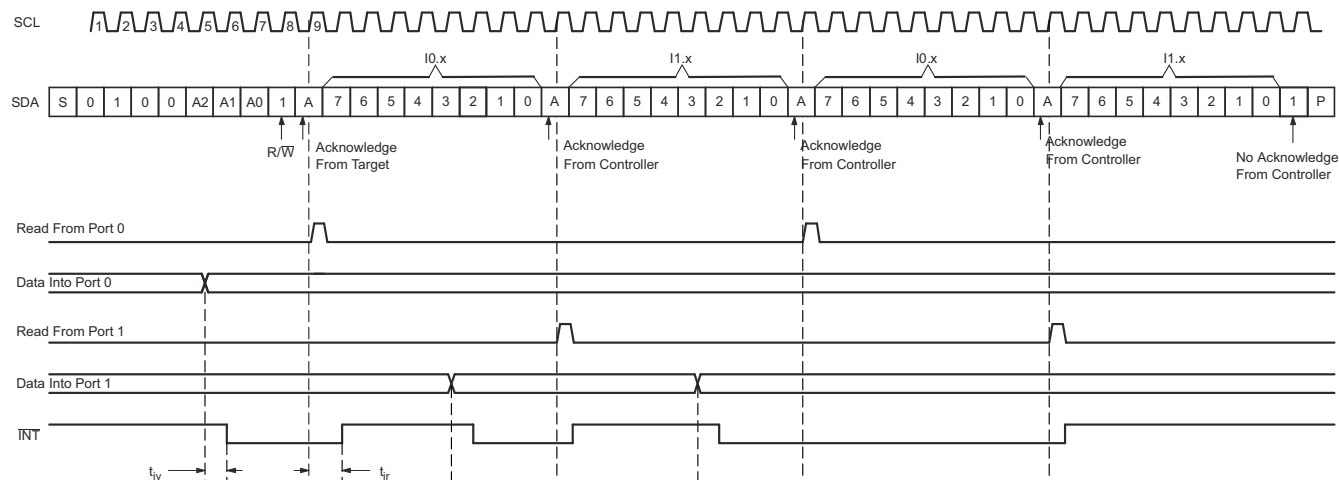 SCL 1 2 3 4 5 6 7 8 9
I0.x I1.x I0.x I1.x
SDA S 0 1 0 0 A2 A1 A0 1 A 7 6 5 4 3 2 1 0 A 7 6 5 4 3 2 1 0 A 7 6 5 4 3 2 1 0 A 7 6 5 4 3 2 1 0 1 P
R/W̅
Acknowledge
From Target
Acknowledge
From Controller
Acknowledge
From Controller
Acknowledge
From Controller
No Acknowledge
From Controller
Read From Port 0
Data Into Port 0
Read From Port 1
Data Into Port 1
I̅N̅T̅
tiv tir